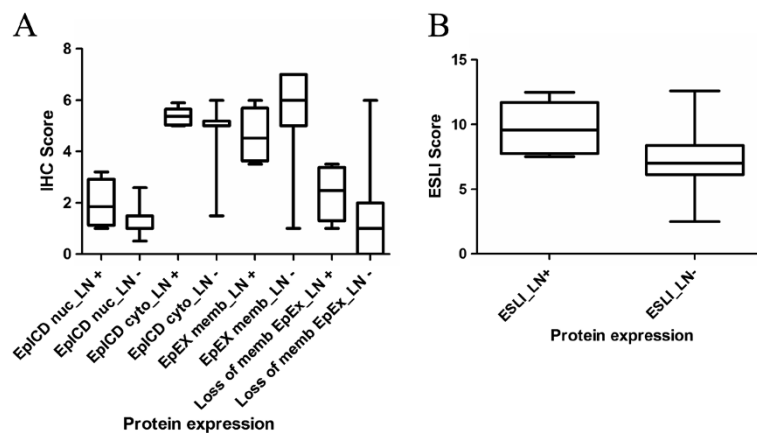 A
IHC Score
8
6
4
2
0
EpICD nuc_LN +
EpICD nuc_LN -
EpICD cyto_LN +
EpICD cyto_LN -
EpEX memb_LN +
EpEX memb_LN -
Loss of memb EpEx_LN +
Loss of memb EpEx_LN -
Protein expression
B
ESLI Score
15
10
5
0
ESLI_LN+
ESLI_LN-
Protein expression